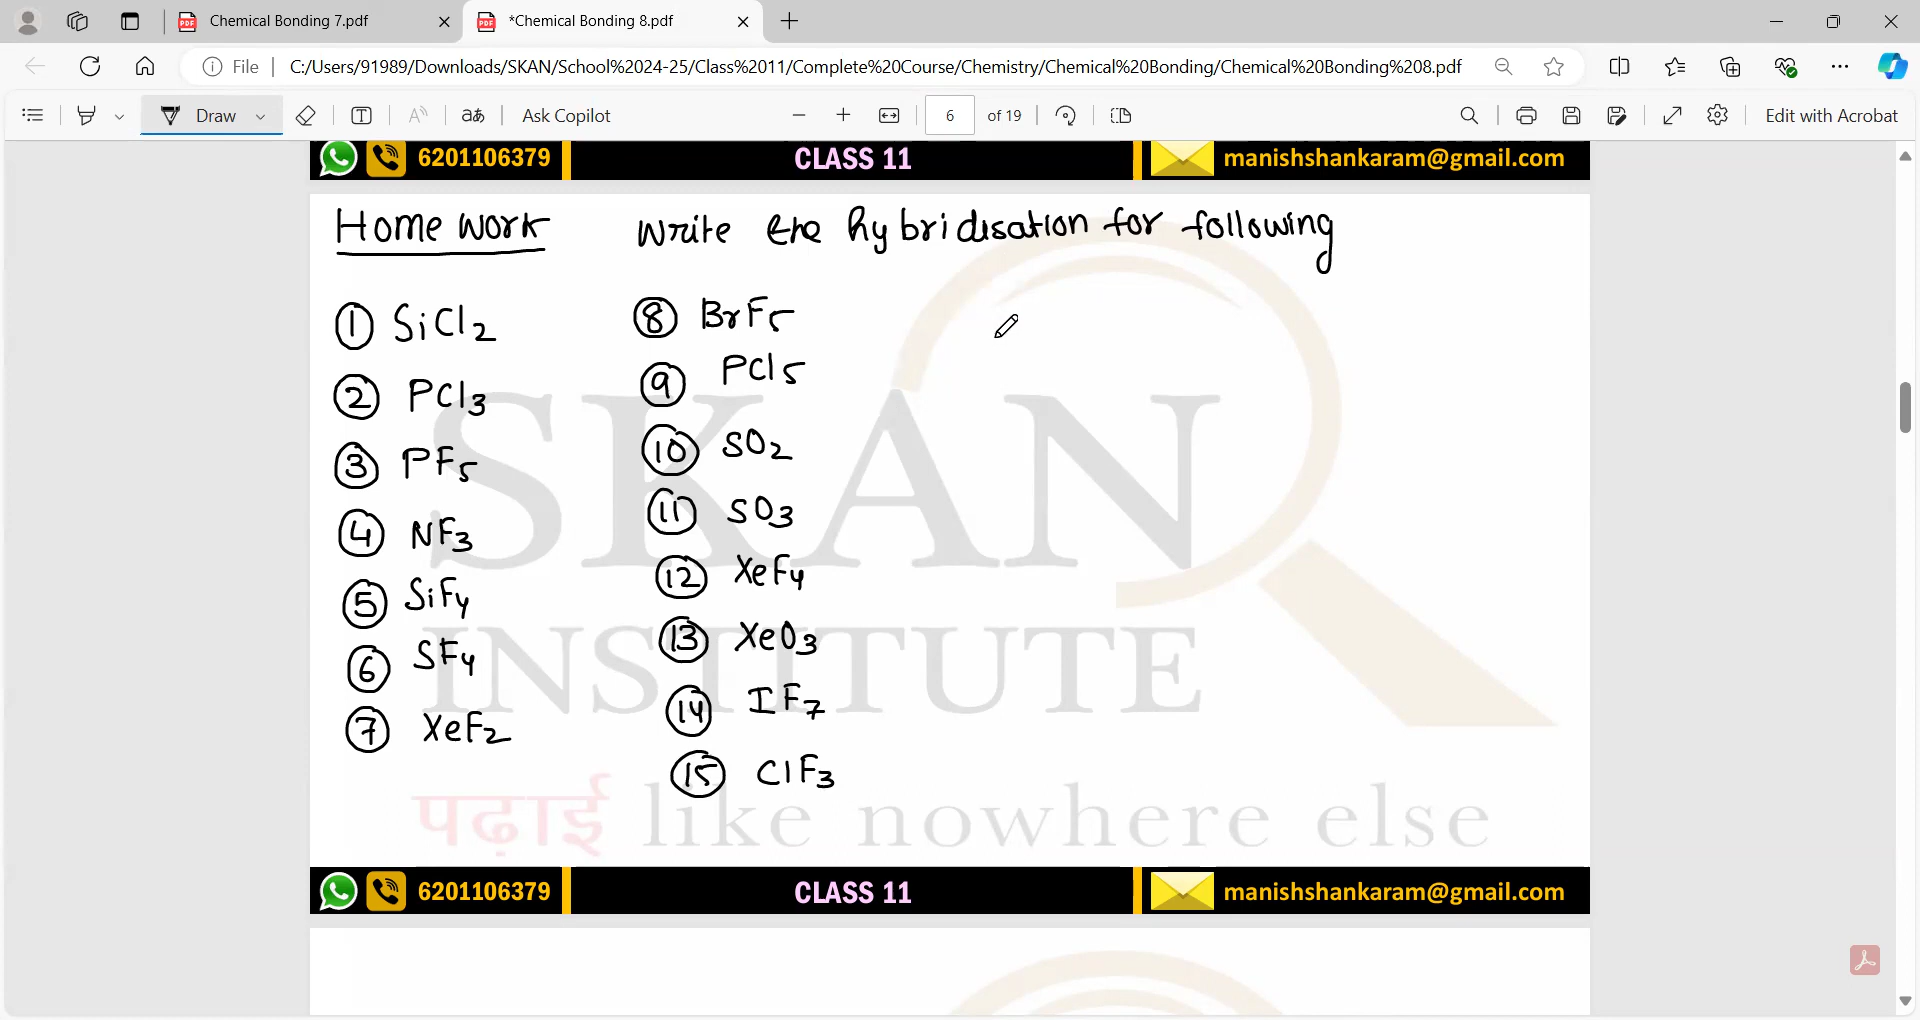 Chemical Bonding 7.pdf
*Chemical Bonding 8.pdf
File
C:/Users/91989/Downloads/SKAN/School%2024-25/Class%2011/Complete%20Course/Chemistry/Chemical%20Bonding/Chemical%20Bonding%208.pdf
Draw
aあ
Ask Copilot
6 of 19
Edit with Acrobat
6201106379
CLASS 11
manishshankaram@gmail.com
Home Work
Write the hybridisation for following
① SiCl₂
② PCl₃
③ PF₅
④ NF₃
⑤ SiF₄
⑥ SF₄
⑦ XeF₂
⑧ BrF₅
⑨ PCl₅
⑩ SO₂
⑪ SO₃
⑫ XeF₄
⑬ XeO₃
⑭ IF₇
⑮ ClF₃
SKAN
INSTITUTE
पढ़ाई like nowhere else
6201106379
CLASS 11
manishshankaram@gmail.com